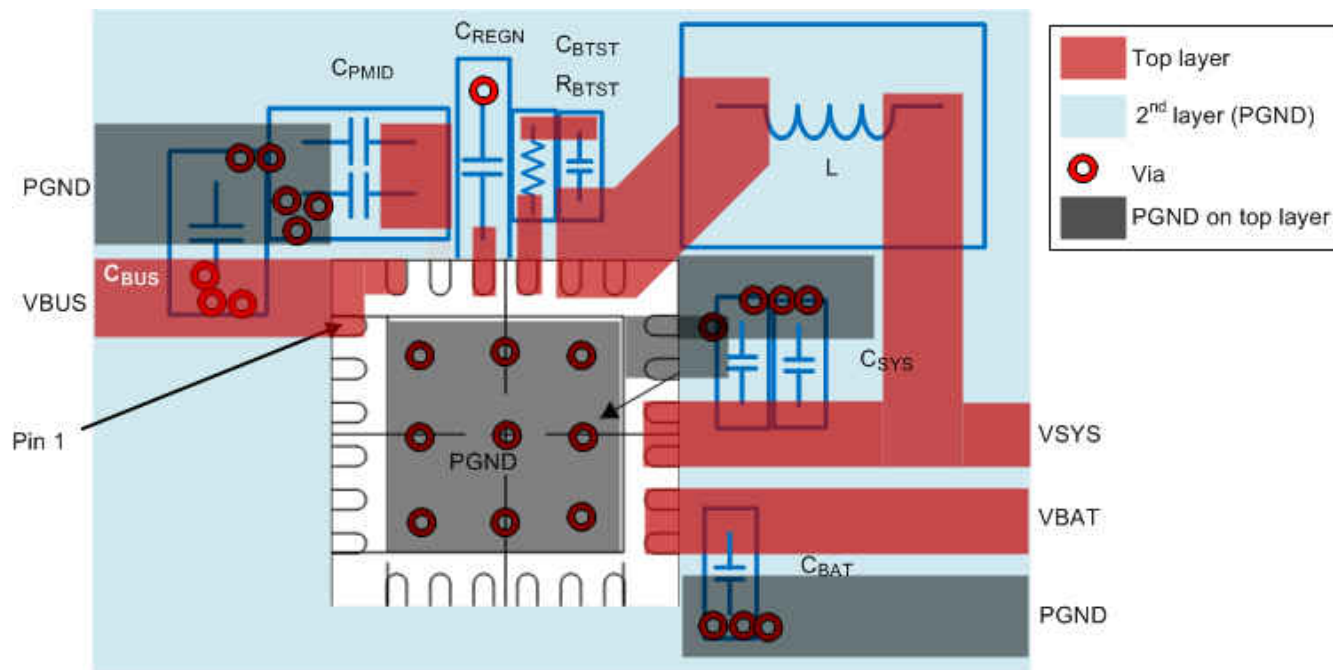 CPMID
CREGN
CBTST
RBTST
L
Top layer
2nd layer (PGND)
Via
PGND on top layer
PGND
CBUS
VBUS
CSYS
Pin 1
PGND
VSYS
VBAT
CBAT
PGND